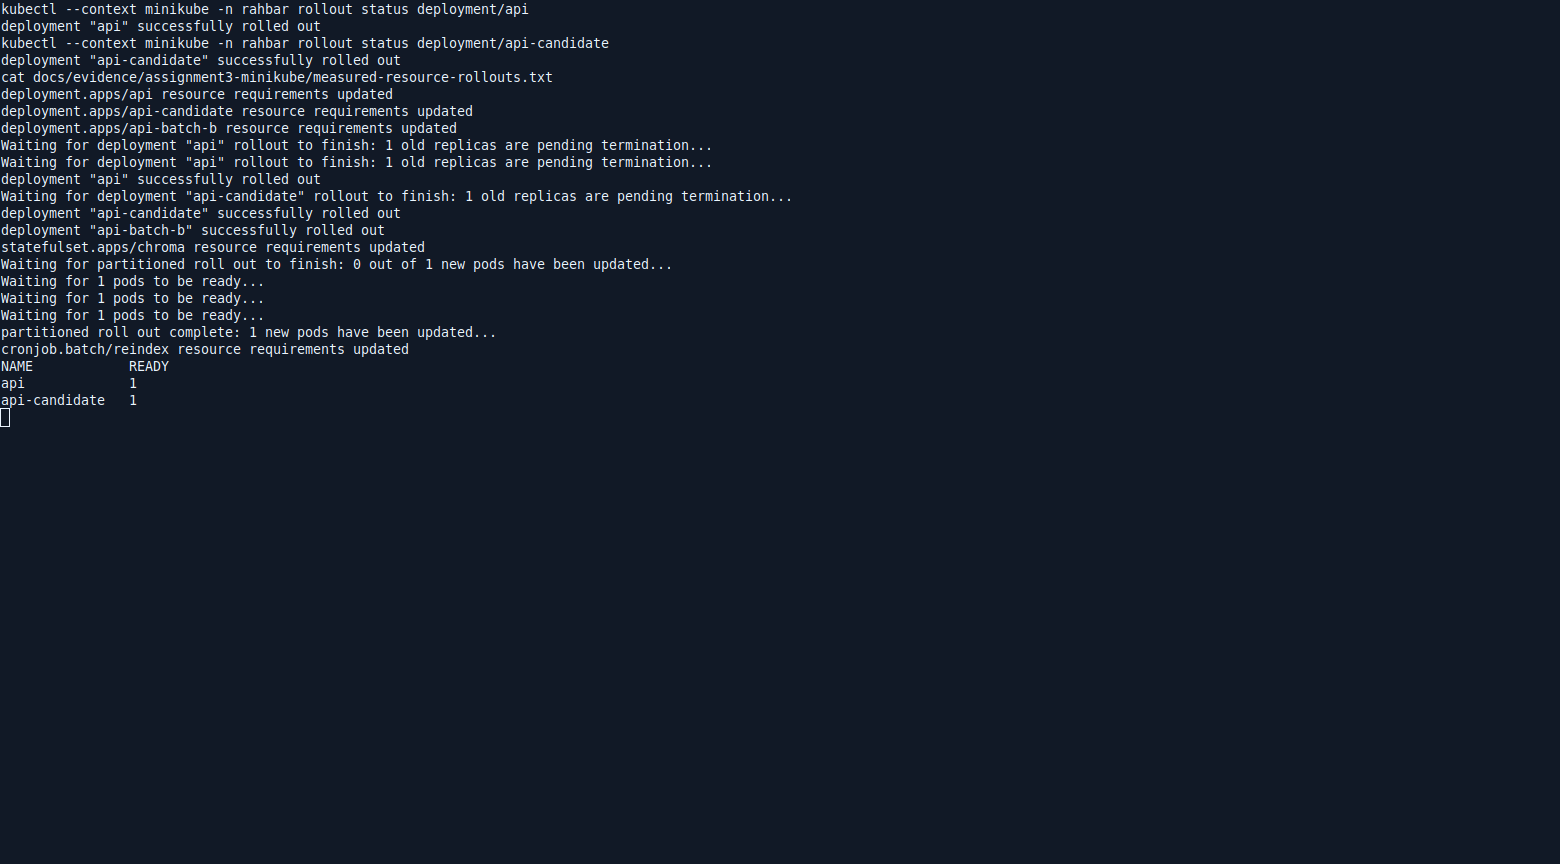 kubectl --context minikube -n rahbar rollout status deployment/api
deployment "api" successfully rolled out
kubectl --context minikube -n rahbar rollout status deployment/api-candidate
deployment "api-candidate" successfully rolled out
cat docs/evidence/assignment3-minikube/measured-resource-rollouts.txt
deployment.apps/api resource requirements updated
deployment.apps/api-candidate resource requirements updated
deployment.apps/api-batch-b resource requirements updated
Waiting for deployment "api" rollout to finish: 1 old replicas are pending termination...
Waiting for deployment "api" rollout to finish: 1 old replicas are pending termination...
deployment "api" successfully rolled out
Waiting for deployment "api-candidate" rollout to finish: 1 old replicas are pending termination...
deployment "api-candidate" successfully rolled out
deployment "api-batch-b" successfully rolled out
statefulset.apps/chroma resource requirements updated
Waiting for partitioned roll out to finish: 0 out of 1 new pods have been updated...
Waiting for 1 pods to be ready...
Waiting for 1 pods to be ready...
Waiting for 1 pods to be ready...
partitioned roll out complete: 1 new pods have been updated...
cronjob.batch/reindex resource requirements updated
NAME            READY
api             1
api-candidate   1